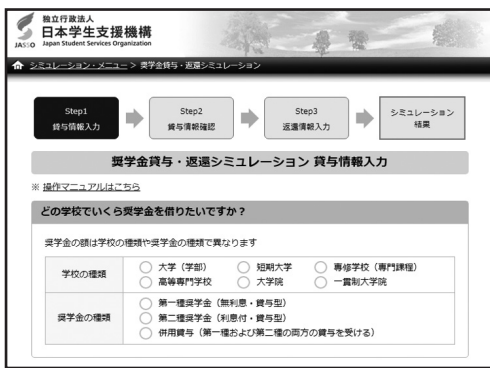 独立行政法人
日本学生支援機構
JASSO Japan Student Services Organization
シミュレーション・メニュー > 奨学金貸与・返還シミュレーション
Step1
貸与情報入力
Step2
貸与情報確認
Step3
返還情報入力
シミュレーション
結果
奨学金貸与・返還シミュレーション 貸与情報入力
※ 操作マニュアルはこちら
どの学校でいくら奨学金を借りたいですか?
奨学金の額は学校の種類や奨学金の種類で異なります
学校の種類
大学(学部) 短期大学 専修学校(専門課程)
高等専門学校 大学院 一貫制大学院
奨学金の種類
第一種奨学金(無利息・貸与型)
第二種奨学金(利息付・貸与型)
併用貸与(第一種および第二種の両方の貸与を受ける)